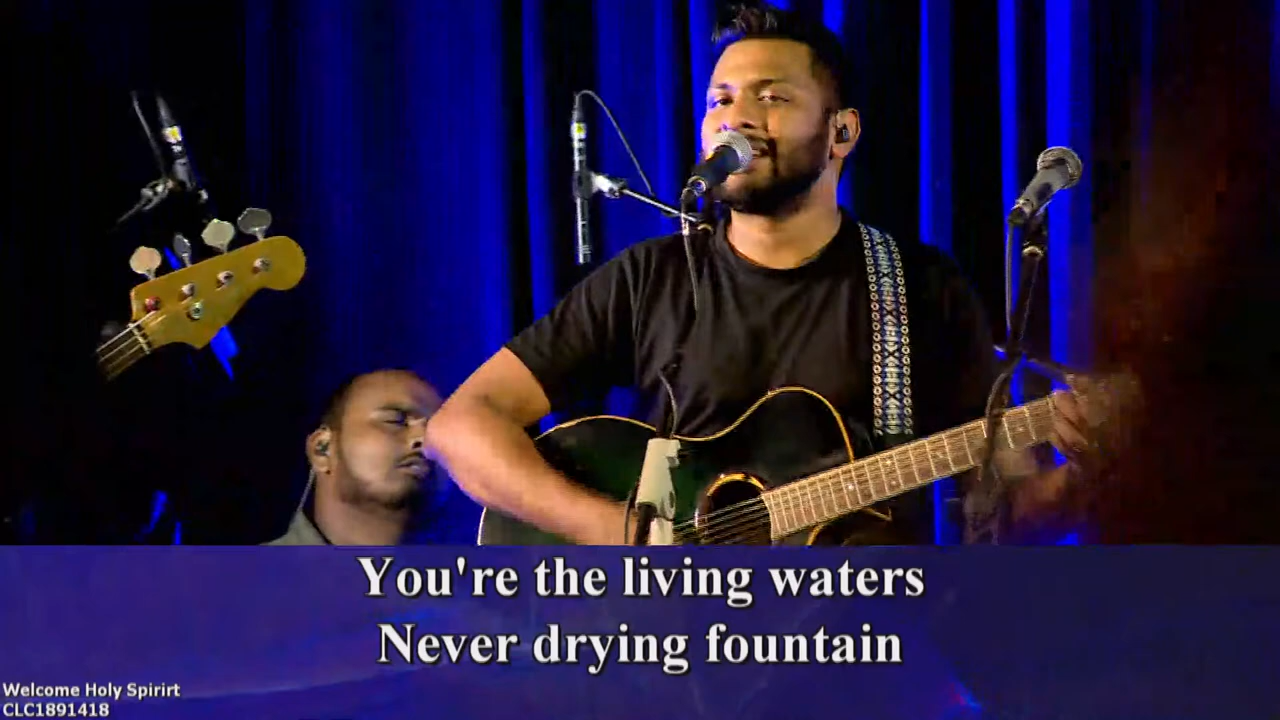 You're the living waters
Never drying fountain
Welcome Holy Spirirt
CLC1891418